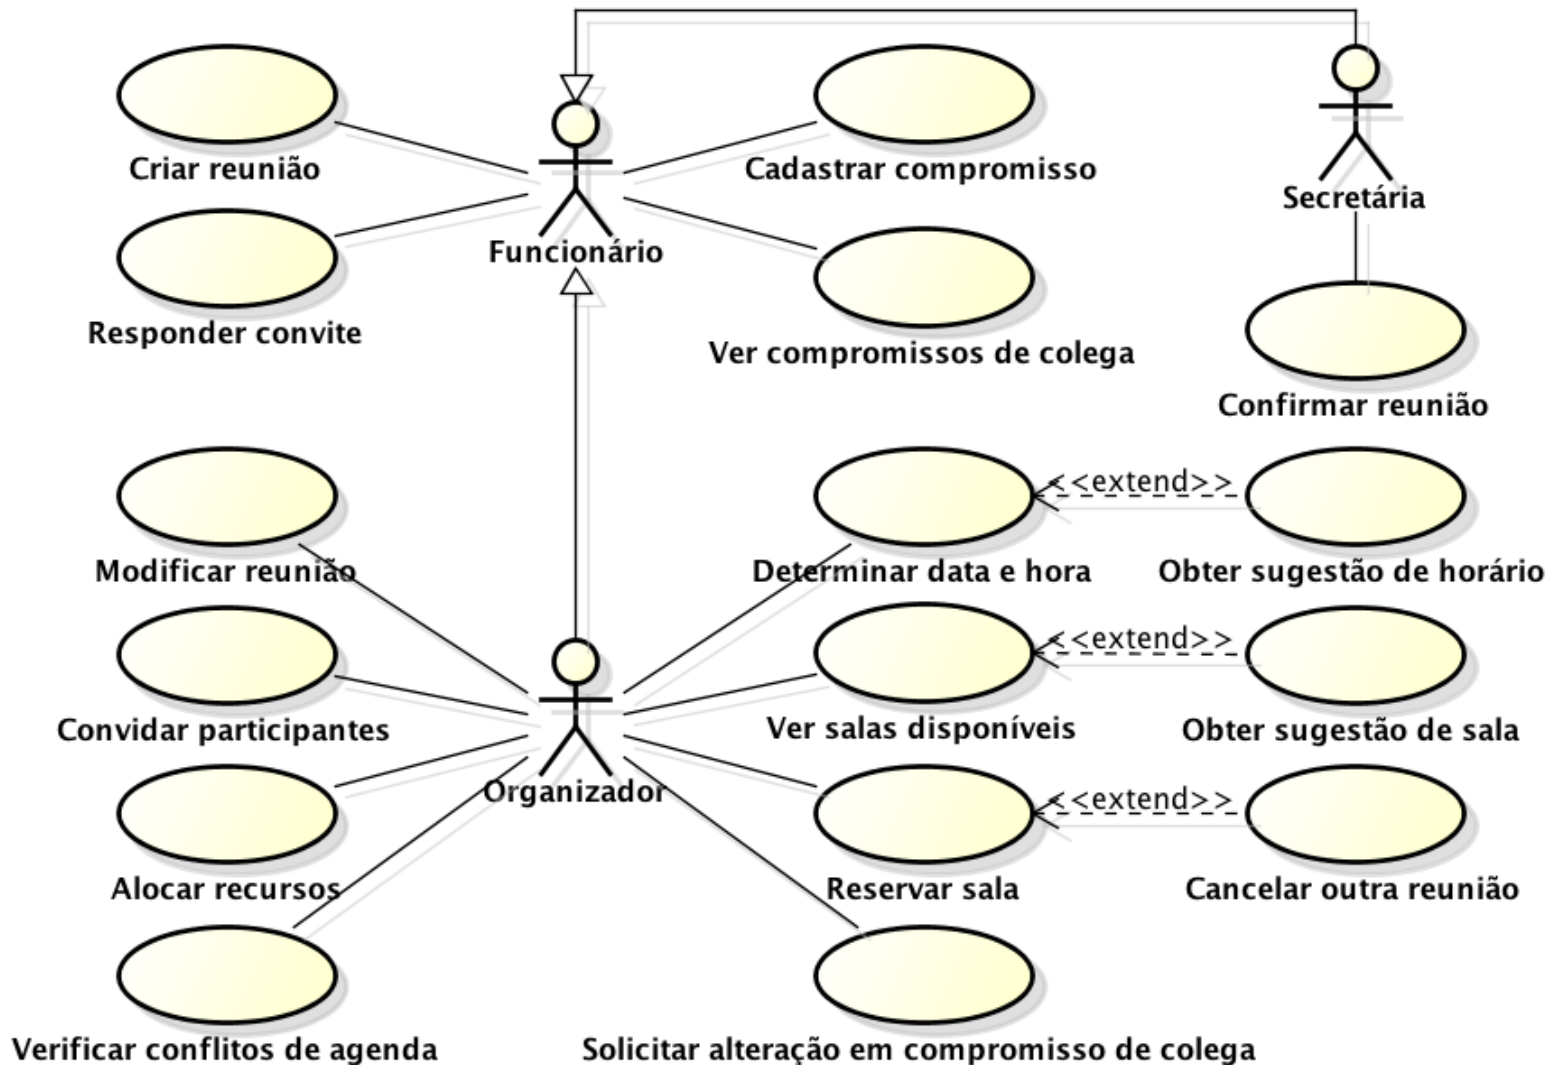 Criar reunião
Cadastrar compromisso
Secretária
Funcionário
Responder convite
Ver compromissos de colega
Confirmar reunião
<<extend>>
Modificar reunião
Determinar data e hora
Obter sugestão de horário
<<extend>>
Convidar participantes
Ver salas disponíveis
Obter sugestão de sala
Organizador
<<extend>>
Alocar recursos
Reservar sala
Cancelar outra reunião
Verificar conflitos de agenda
Solicitar alteração em compromisso de colega